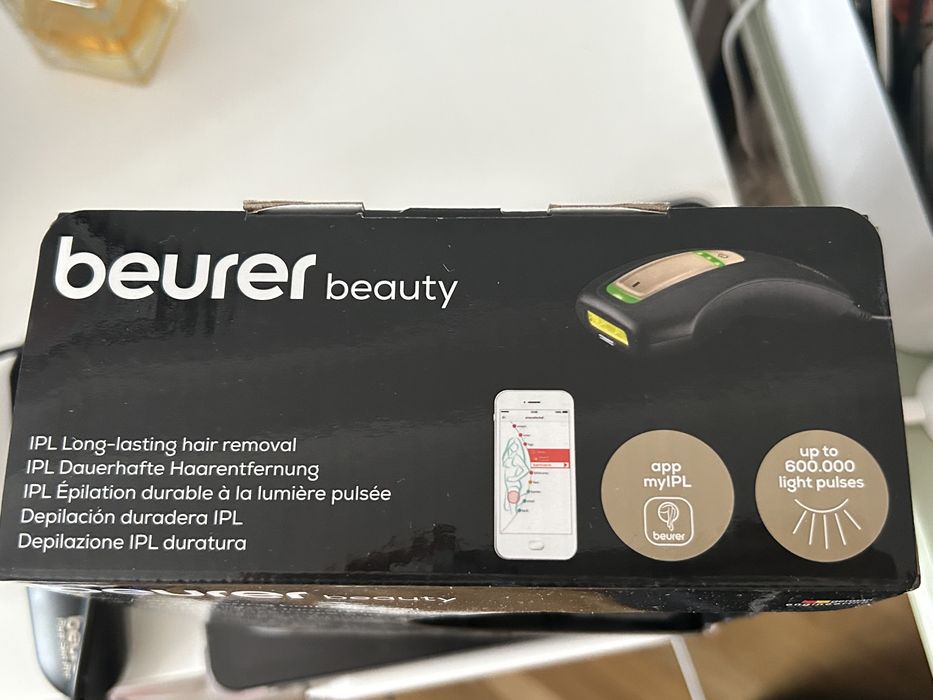 beurer beauty
IPL Long-lasting hair removal
IPL Dauerhafte Haarentfernung
IPL Épilation durable à la lumière pulsée
Depilación duradera IPL
Depilazione IPL duratura
app
myIPL
beurer
up to
600.000
light pulses
beurer beauty